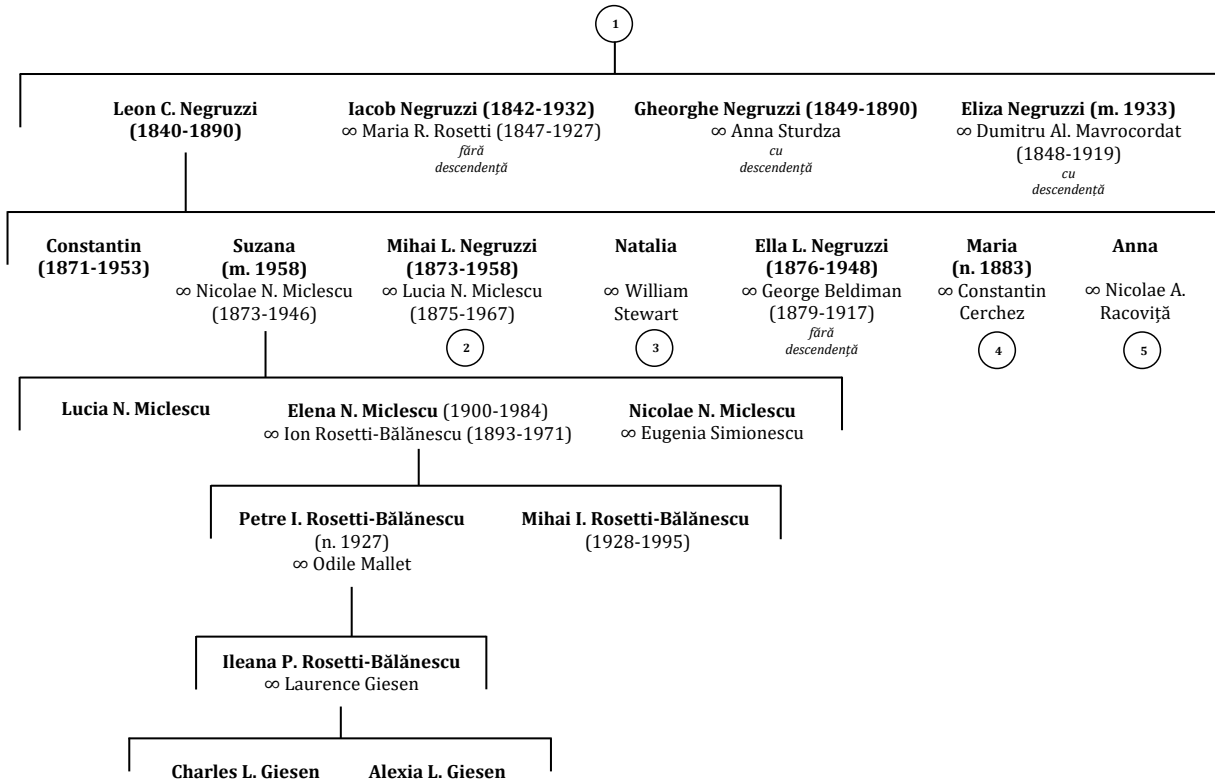 1
Leon C. Negruzzi
(1840-1890)
Iacob Negruzzi (1842-1932)
∞ Maria R. Rosetti (1847-1927)
fără
descendență
Gheorghe Negruzzi (1849-1890)
∞ Anna Sturdza
cu
descendență
Eliza Negruzzi (m. 1933)
∞ Dumitru Al. Mavrocordat
(1848-1919)
cu
descendență
Constantin
(1871-1953)
Suzana
(m. 1958)
∞ Nicolae N. Miclescu
(1873-1946)
Mihai L. Negruzzi
(1873-1958)
∞ Lucia N. Miclescu
(1875-1967)
2
Natalia
∞ William
Stewart
3
Ella L. Negruzzi
(1876-1948)
∞ George Beldiman
(1879-1917)
fără
descendență
Maria
(n. 1883)
∞ Constantin
Cerchez
4
Anna
∞ Nicolae A.
Racoviță
5
Lucia N. Miclescu
Elena N. Miclescu (1900-1984)
∞ Ion Rosetti-Bălănescu (1893-1971)
Nicolae N. Miclescu
∞ Eugenia Simionescu
Petre I. Rosetti-Bălănescu
(n. 1927)
∞ Odile Mallet
Mihai I. Rosetti-Bălănescu
(1928-1995)
Ileana P. Rosetti-Bălănescu
∞ Laurence Giesen
Charles L. Giesen
Alexia L. Giesen